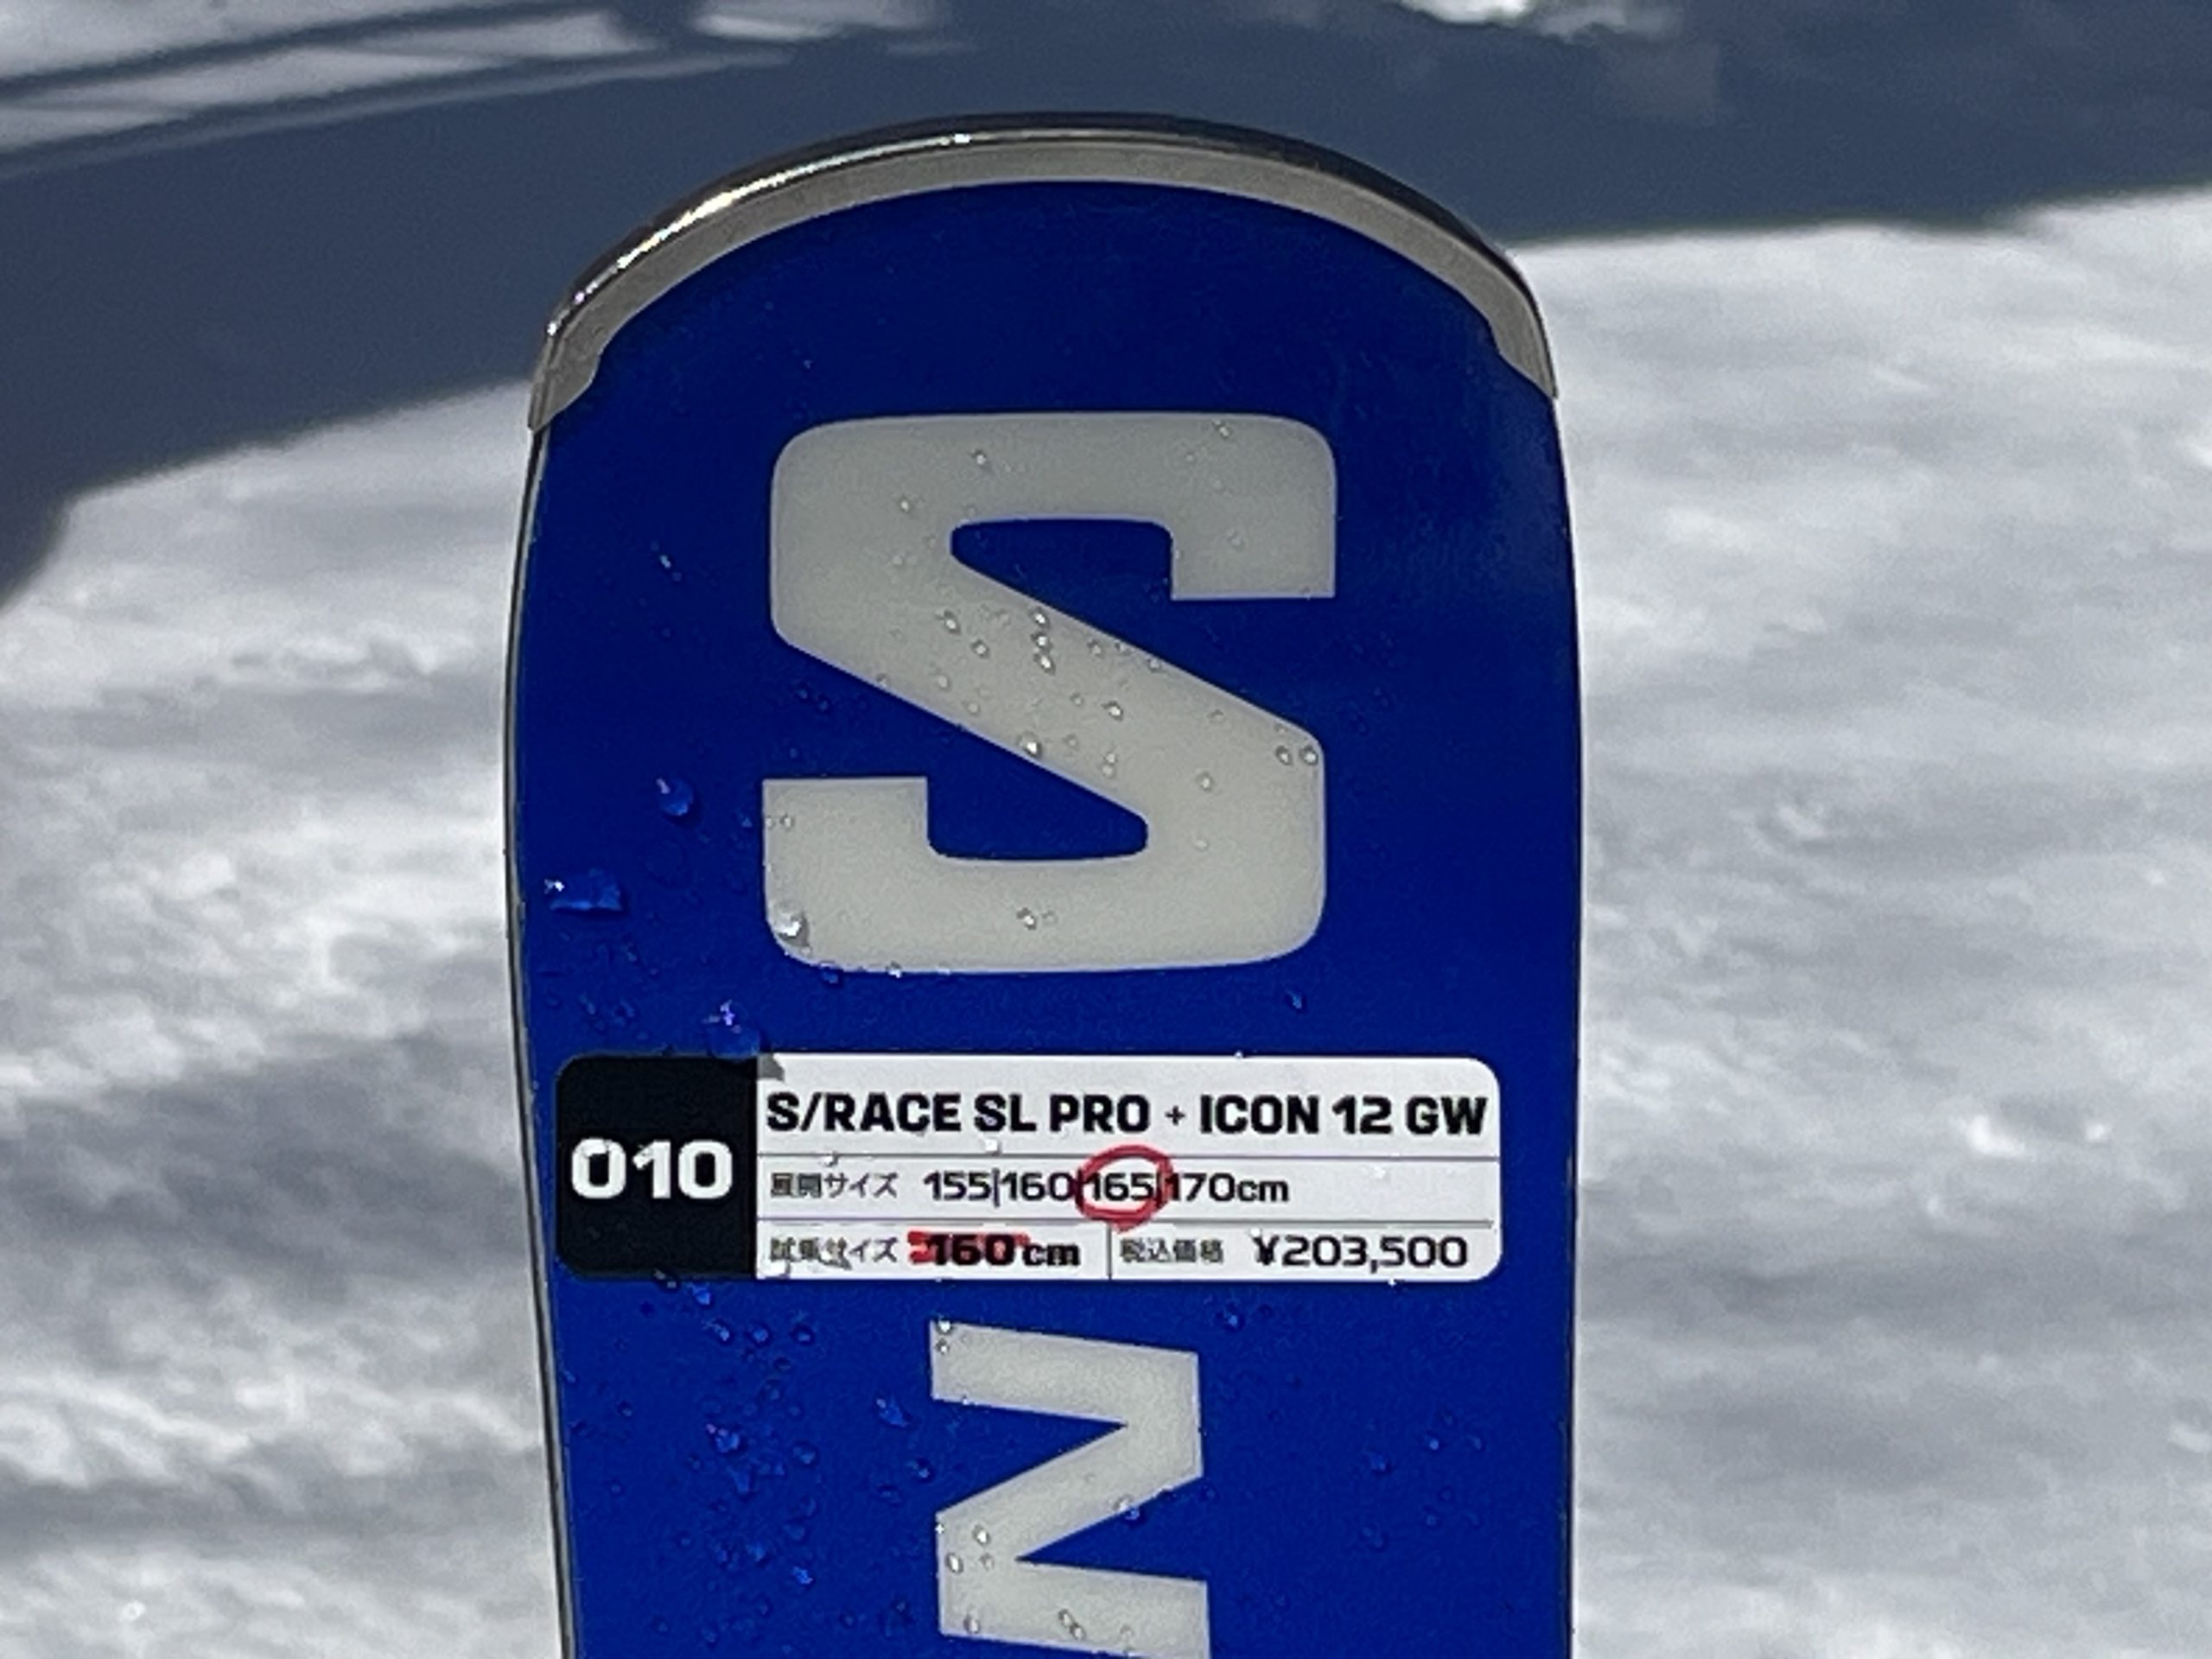 S
010
S/RACE SL PRO + ICON 12 GW
展開サイズ 155|160|165|170cm
試乗サイズ 160cm 税込価格 ¥203,500
M